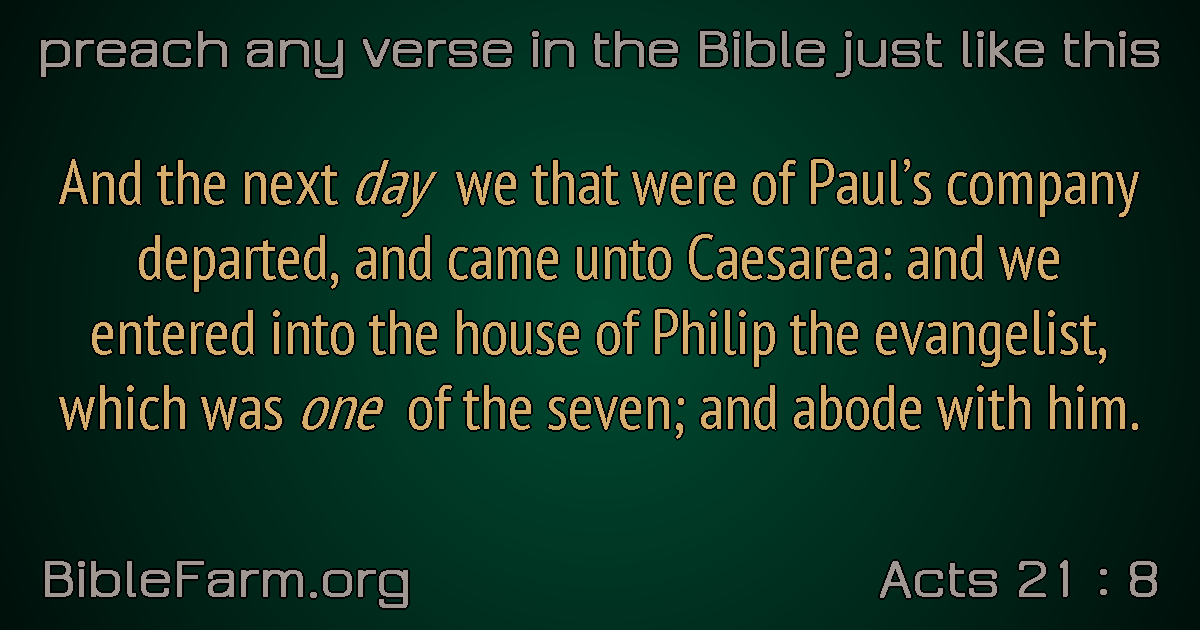 preach any verse in the Bible just like this
And the next day we that were of Paul’s company
departed, and came unto Caesarea: and we
entered into the house of Philip the evangelist,
which was one of the seven; and abode with him.
BibleFarm.org
Acts 21 : 8